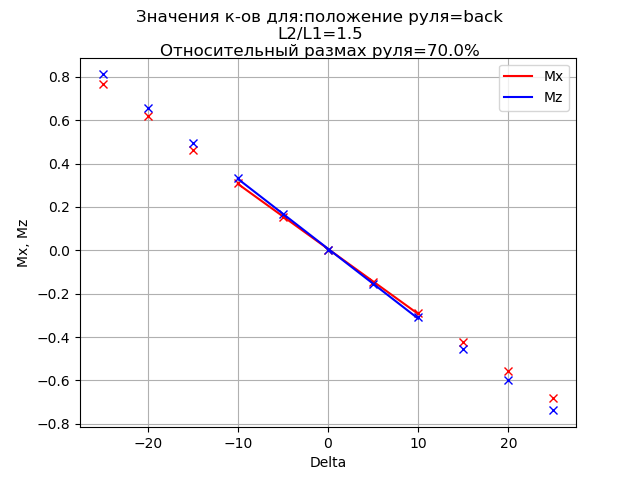 Значения к-ов для:положение руля=back
L2/L1=1.5
Относительный размах руля=70.0%
Mx
Mz
0.8
0.6
0.4
0.2
0.0
−0.2
−0.4
−0.6
−0.8
Mx, Mz
−20
−10
0
10
20
Delta